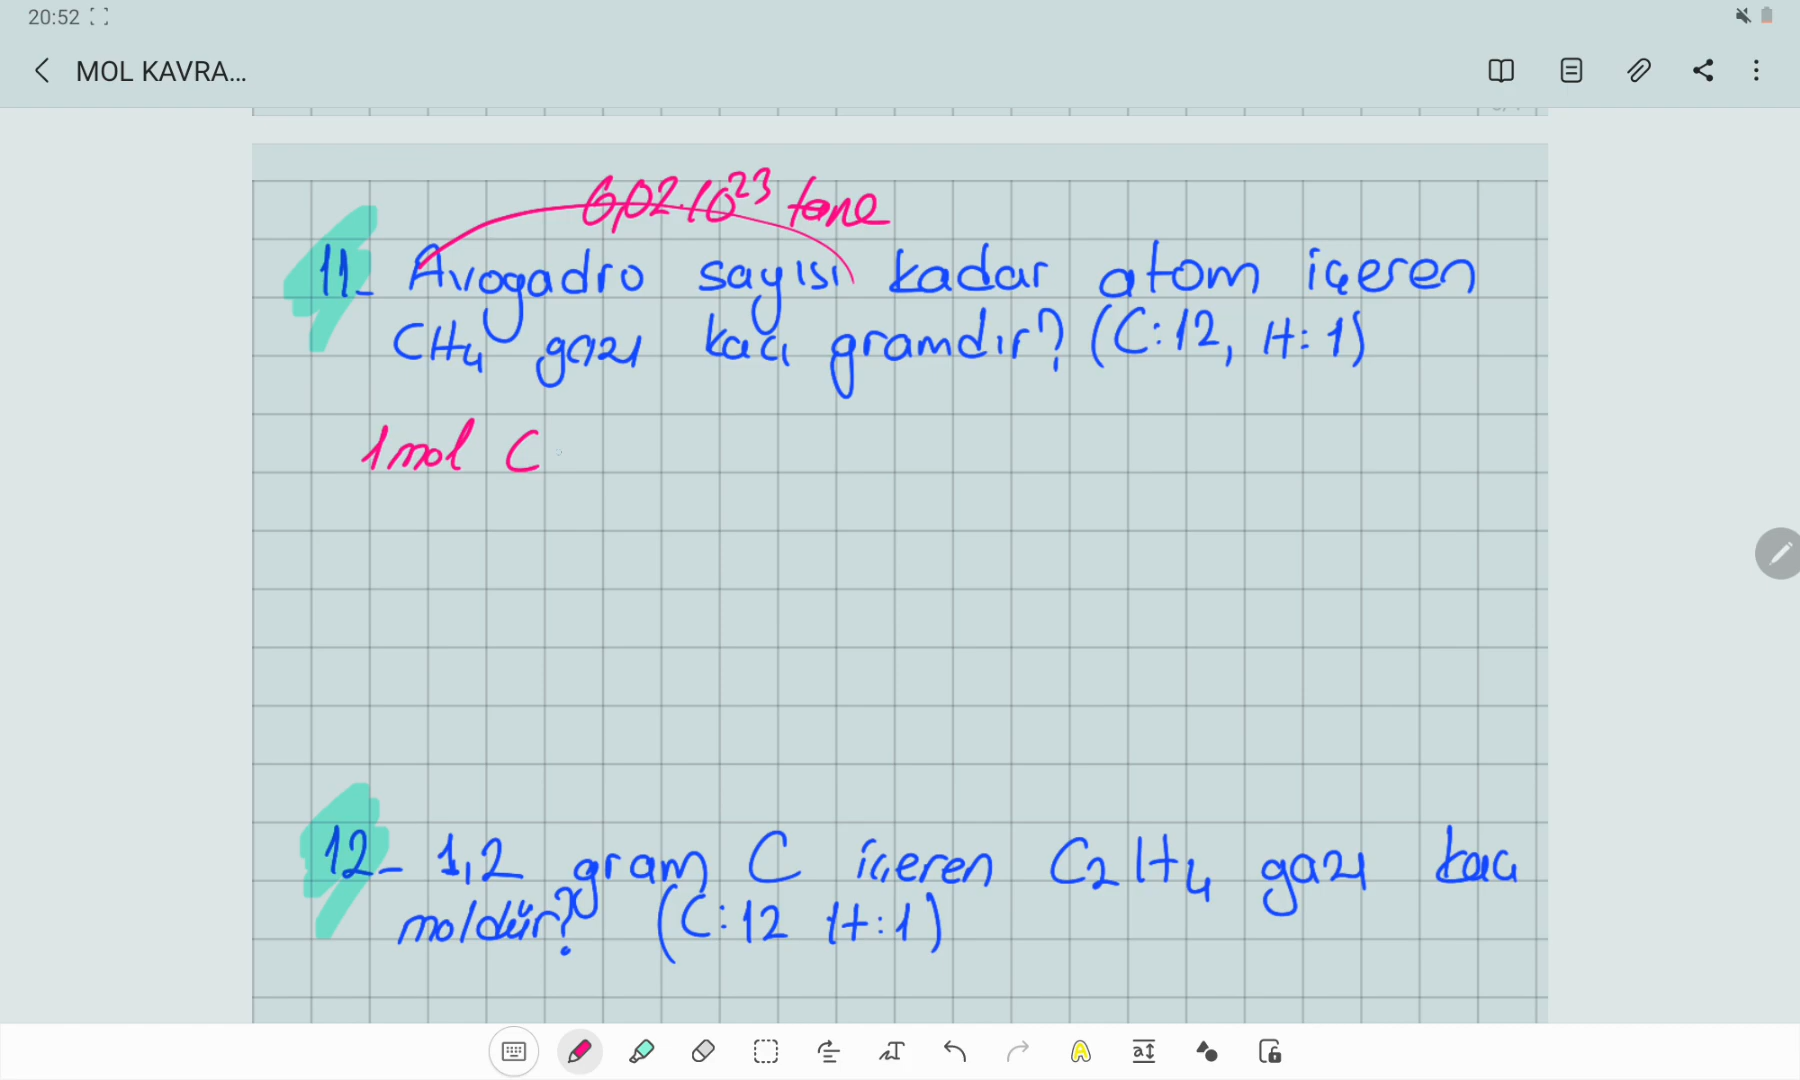 20:52
MOL KAVRA...
6,02.10²³ tane
11- Avogadro sayısı kadar atom içeren
CH₄ gazı kaç gramdır? (C:12, H:1)
1mol C
12- 1,2 gram C içeren C₂H₄ gazı kaç
moldür? (C:12 H:1)